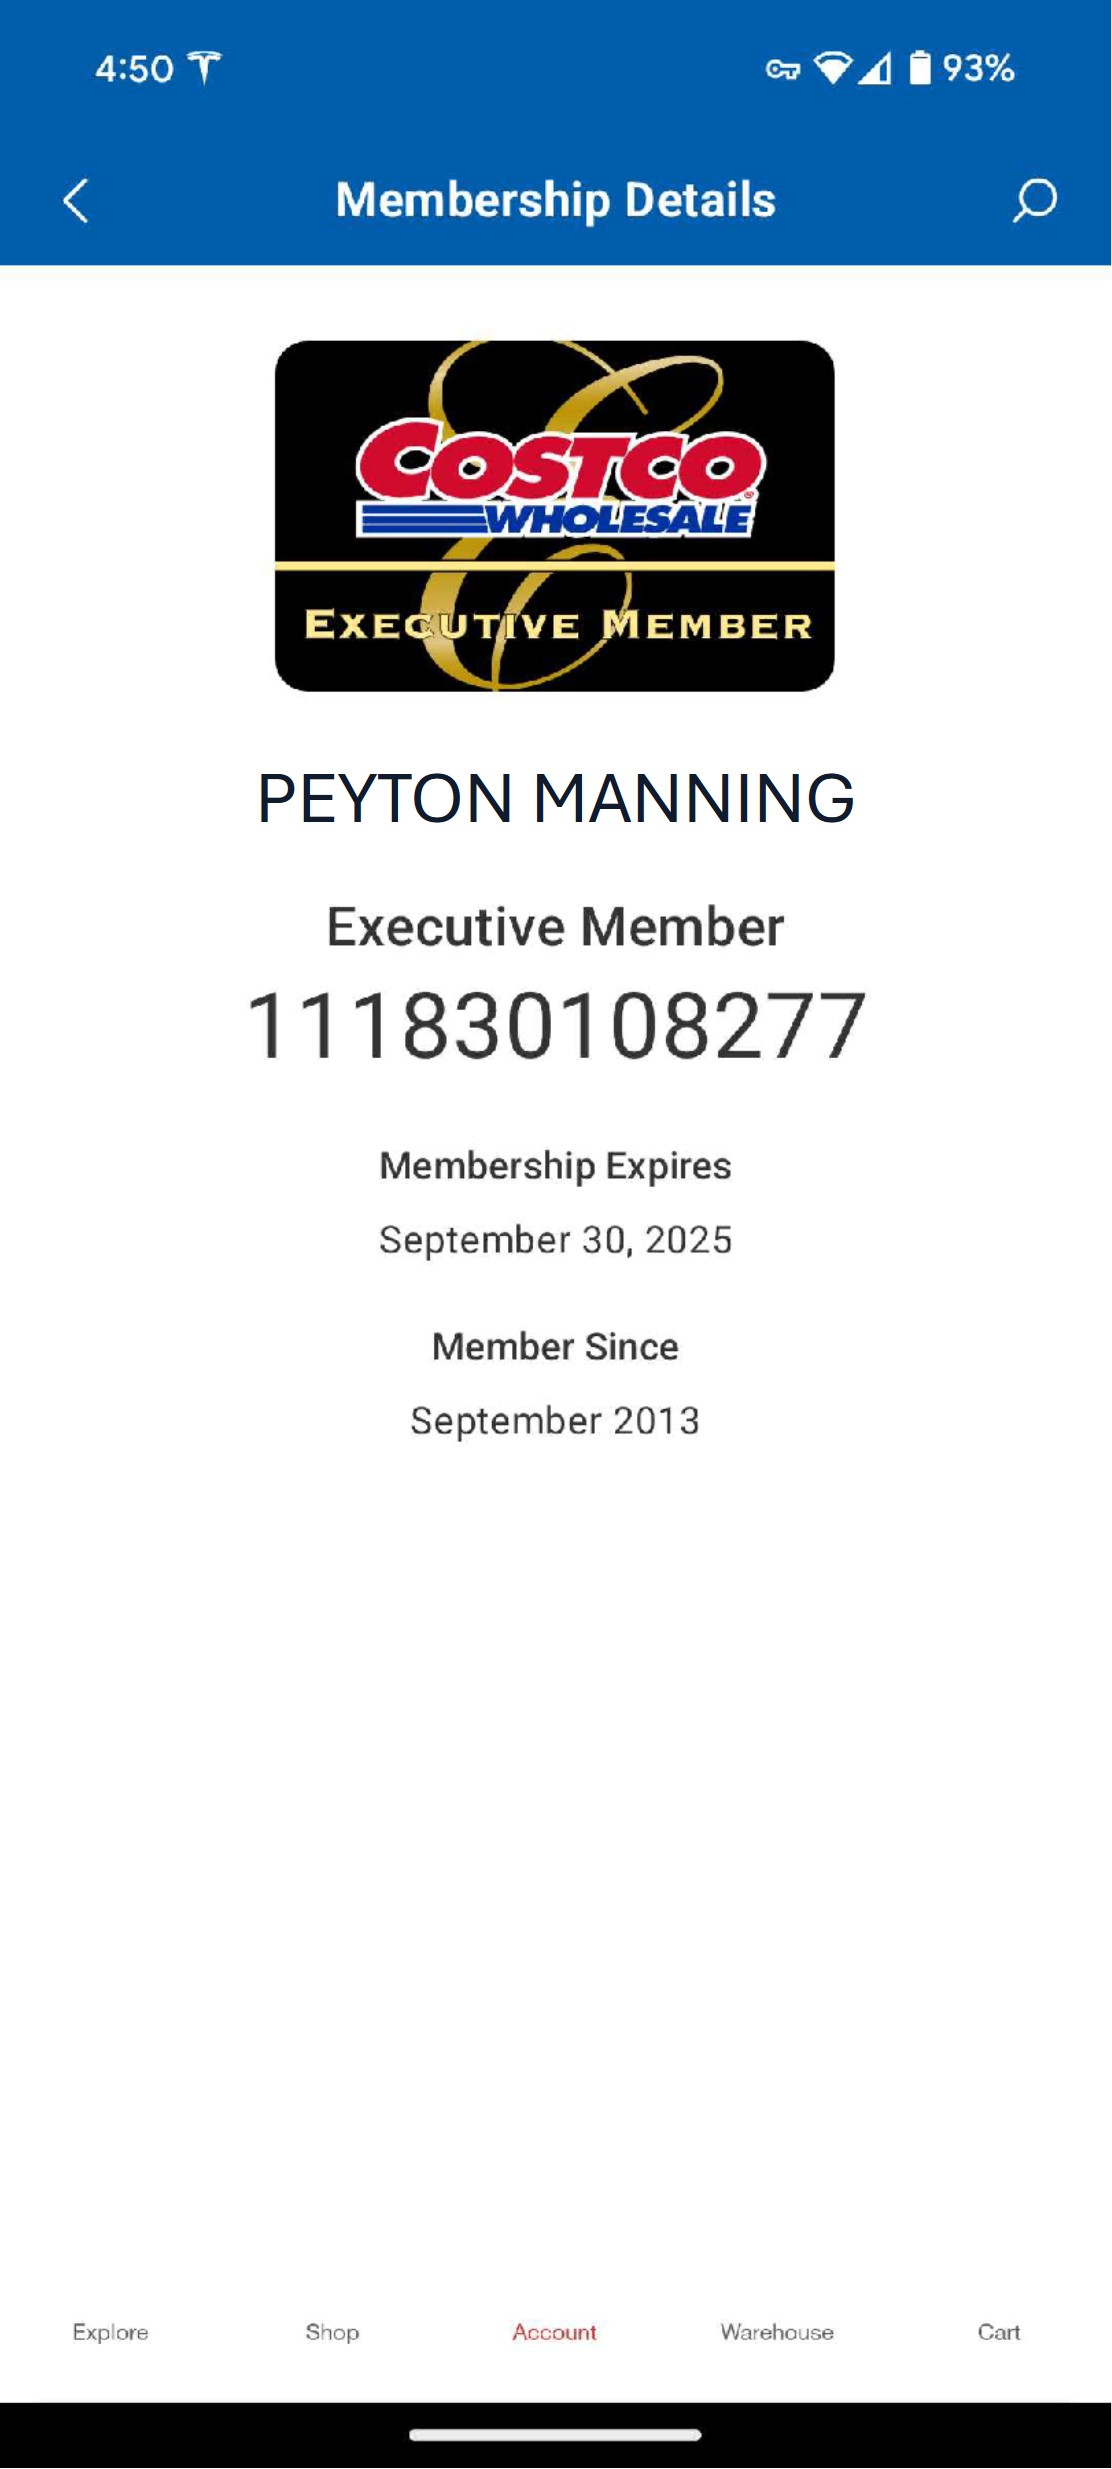 4:50 93%
Membership Details
COSTCO
WHOLESALE
EXECUTIVE MEMBER
PEYTON MANNING
Executive Member
111830108277
Membership Expires
September 30, 2025
Member Since
September 2013
Explore Shop Account Warehouse Cart